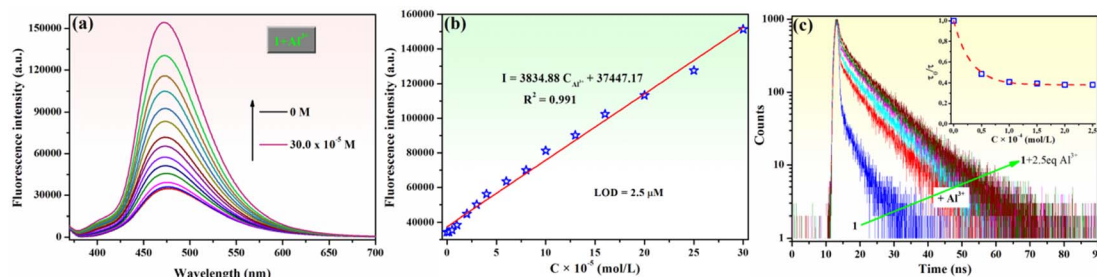 (a)
1+Al³⁺
0 M
30.0 x 10⁻⁵ M
Fluorescence intensity (a.u.)
150000
120000
90000
60000
30000
0
400 450 500 550 600 650 700
Wavelength (nm)
(b)
I = 3834.88 C_Al³⁺ + 37447.17
R² = 0.991
LOD = 2.5 μM
Fluorescence intensity (a.u.)
160000
140000
120000
100000
80000
60000
40000
0 5 10 15 20 25 30
C × 10⁻⁵ (mol/L)
(c)
Counts
1000
100
10
1
τ₀/τ
1,0
0,8
0,6
0,4
0,2
0,0
0,0 0,5 1,0 1,5 2,0 2,5
C × 10⁻⁴ (mol/L)
1+2.5eq Al³⁺
+ Al³⁺
1
0 10 20 30 40 50 60 70 80 90
Time (ns)